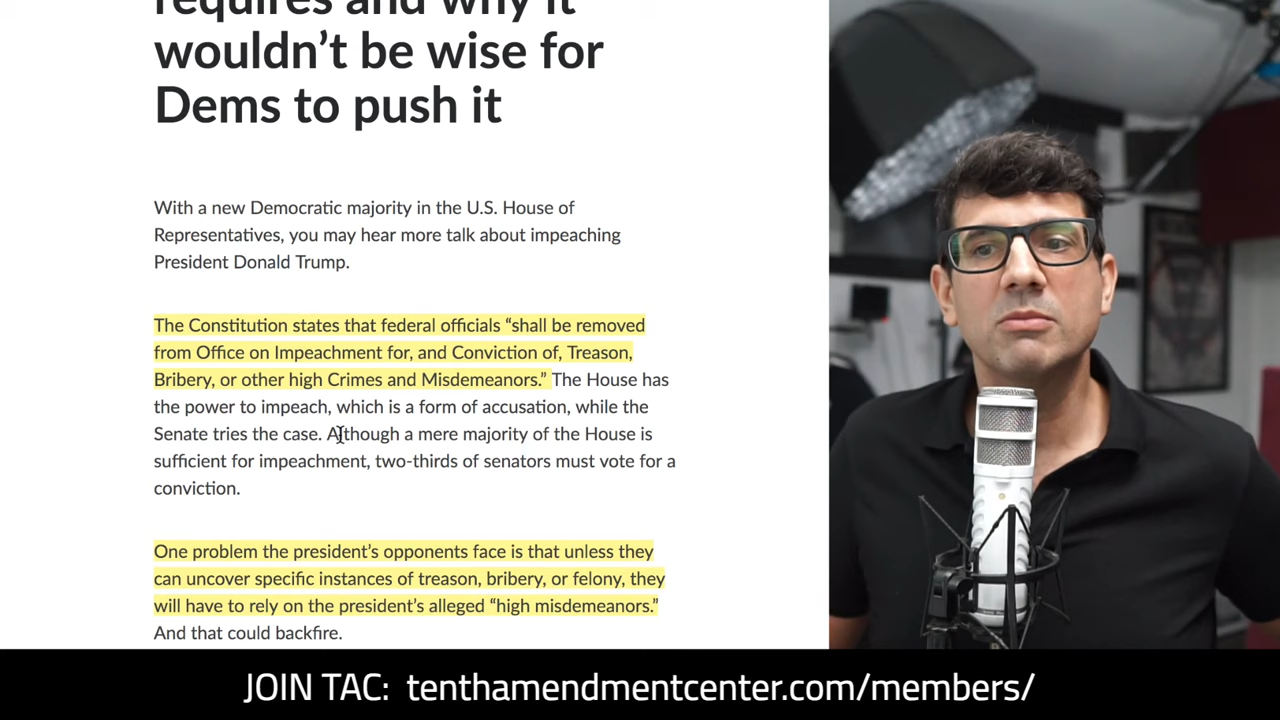 requires and why it
wouldn’t be wise for
Dems to push it
With a new Democratic majority in the U.S. House of
Representatives, you may hear more talk about impeaching
President Donald Trump.
The Constitution states that federal officials “shall be removed
from Office on Impeachment for, and Conviction of, Treason,
Bribery, or other high Crimes and Misdemeanors.” The House has
the power to impeach, which is a form of accusation, while the
Senate tries the case. Although a mere majority of the House is
sufficient for impeachment, two-thirds of senators must vote for a
conviction.
One problem the president’s opponents face is that unless they
can uncover specific instances of treason, bribery, or felony, they
will have to rely on the president’s alleged “high misdemeanors.”
And that could backfire.
JOIN TAC: tenthamendmentcenter.com/members/